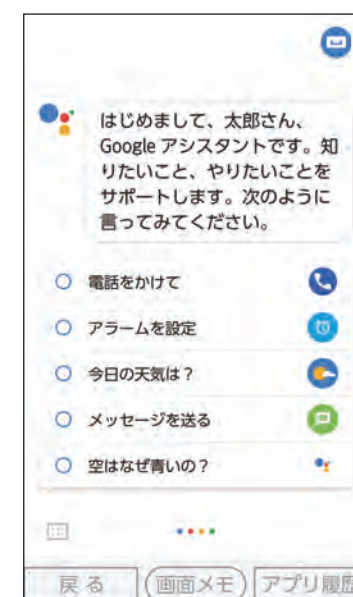 はじめまして、太郎さん、
Google アシスタントです。知
りたいこと、やりたいことを
サポートします。次のように
言ってみてください。
電話をかけて
アラームを設定
今日の天気は？
メッセージを送る
空はなぜ青いの？
戻る 画面メモ アプリ履歴